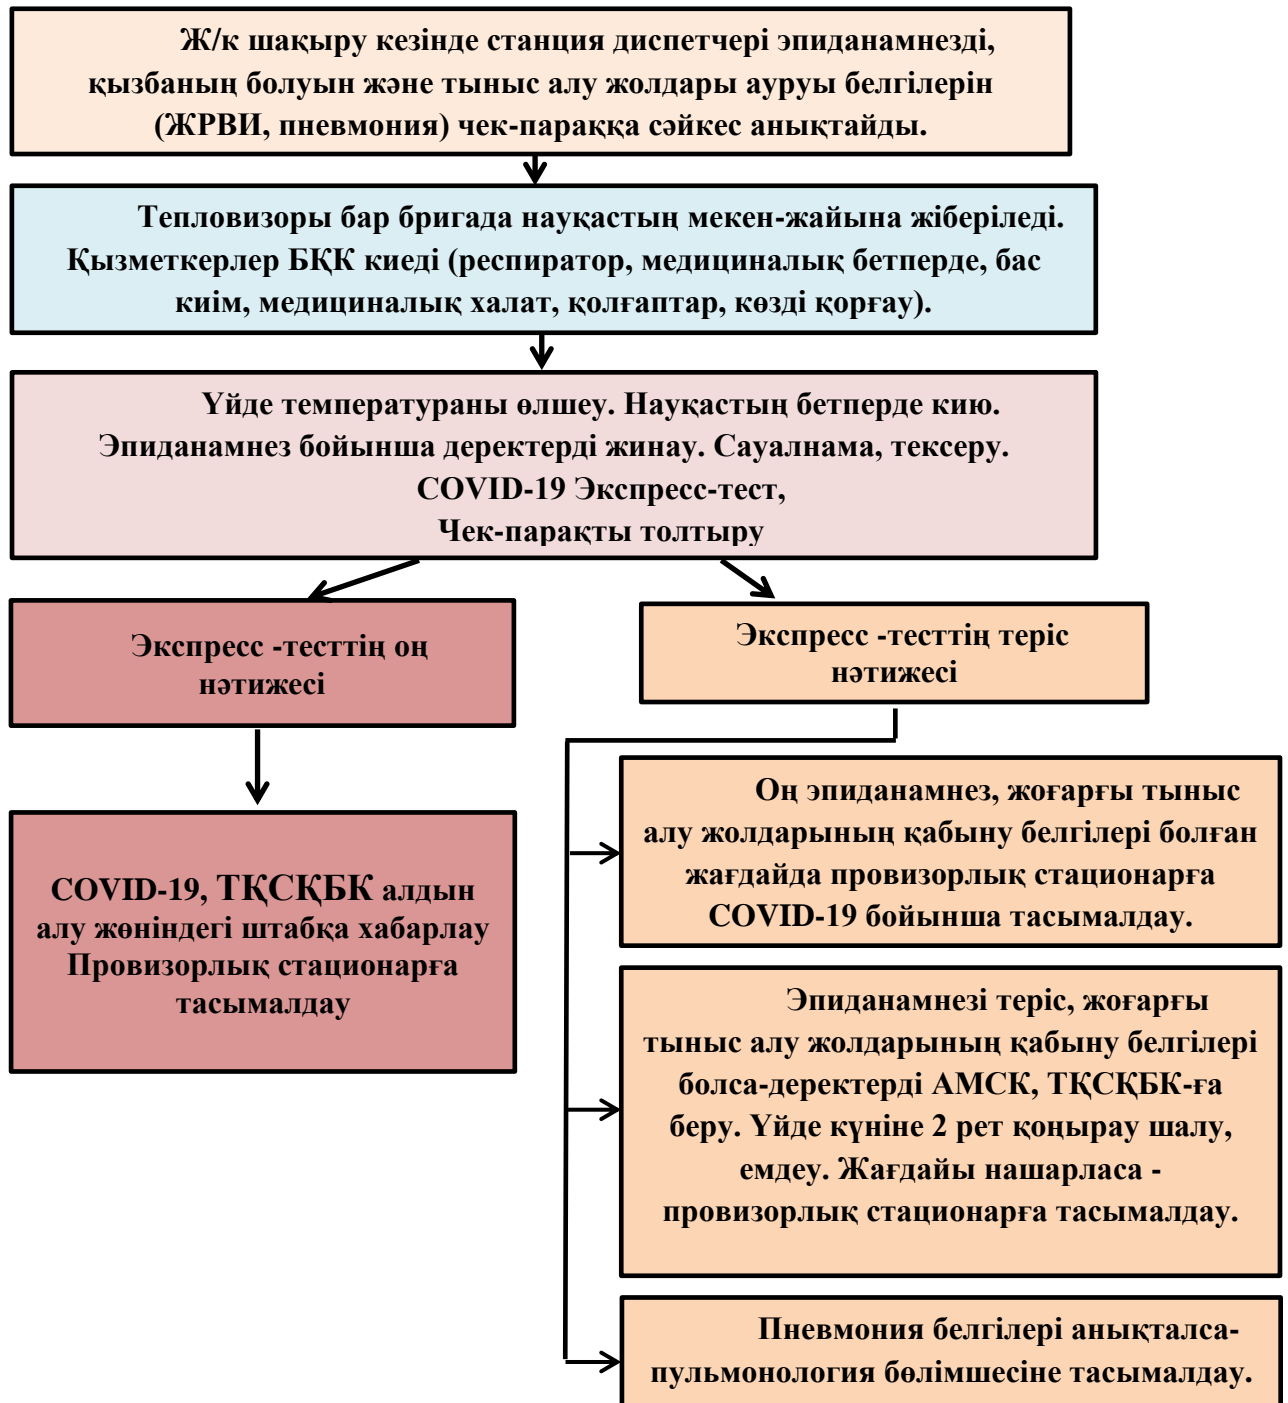 Ж/к шақыру кезінде станция диспетчері эпиданамнезді,
қызбаның болуын және тыныс алу жолдары ауруы белгілерін
(ЖРВИ, пневмония) чек-параққа сәйкес анықтайды.
Тепловизоры бар бригада науқастың мекен-жайына жіберіледі.
Қызметкерлер БҚК киеді (респиратор, медициналық бетперде, бас
киім, медициналық халат, қолғаптар, көзді қорғау).
Үйде температураны өлшеу. Науқастың бетперде кию.
Эпиданамнез бойынша деректерді жинау. Сауалнама, тексеру.
COVID-19 Экспресс-тест,
Чек-парақты толтыру
Экспресс -тесттің оң
нәтижесі
COVID-19, ТҚСҚБК алдын
алу жөніндегі штабқа хабарлау
Провизорлық стационарға
тасымалдау
Экспресс -тесттің теріс
нәтижесі
Оң эпиданамнез, жоғарғы тыныс
алу жолдарының қабыну белгілері болған
жағдайда провизорлық стационарға
COVID-19 бойынша тасымалдау.
Эпиданамнезі теріс, жоғарғы
тыныс алу жолдарының қабыну белгілері
болса-деректерді АМСК, ТҚСҚБК-ға
беру. Үйде күніне 2 рет қоңырау шалу,
емдеу. Жағдайы нашарласа -
провизорлық стационарға тасымалдау.
Пневмония белгілері анықталса-
пульмонология бөлімшесіне тасымалдау.